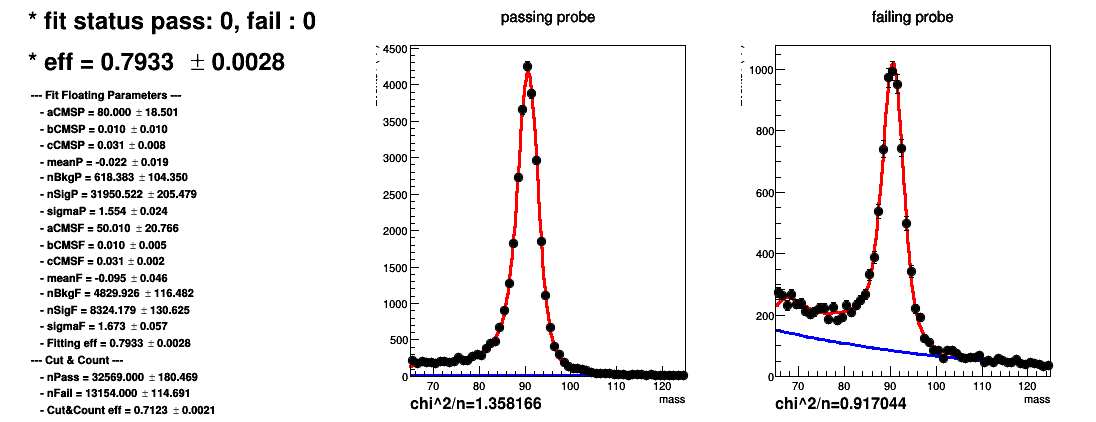 * fit status pass: 0, fail : 0
* eff = 0.7933 ± 0.0028
--- Fit Floating Parameters ---
- aCMSP = 80.000 ± 18.501
- bCMSP = 0.010 ± 0.010
- cCMSP = 0.031 ± 0.008
- meanP = -0.022 ± 0.019
- nBkgP = 618.383 ± 104.350
- nSigP = 31950.522 ± 205.479
- sigmaP = 1.554 ± 0.024
- aCMSF = 50.010 ± 20.766
- bCMSF = 0.010 ± 0.005
- cCMSF = 0.031 ± 0.002
- meanF = -0.095 ± 0.046
- nBkgF = 4829.926 ± 116.482
- nSigF = 8324.179 ± 130.625
- sigmaF = 1.673 ± 0.057
- Fitting eff = 0.7933 ± 0.0028
--- Cut & Count ---
- nPass = 32569.000 ± 180.469
- nFail = 13154.000 ± 114.691
- Cut&Count eff = 0.7123 ± 0.0021
passing probe
4500
4000
3500
3000
2500
2000
1500
1000
500
0
70 80 90 100 110 120
mass
chi^2/n=1.358166
failing probe
1000
800
600
400
200
0
70 80 90 100 110 120
mass
chi^2/n=0.917044